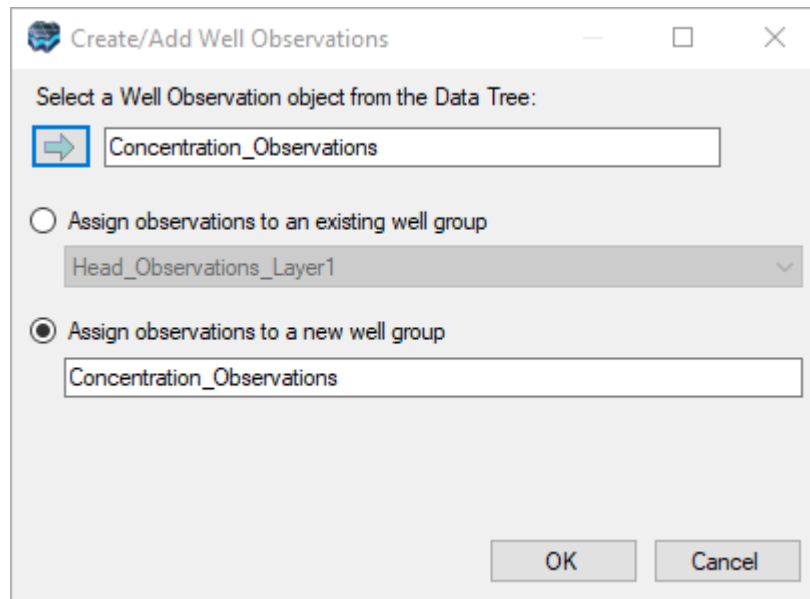 Create/Add Well Observations
Select a Well Observation object from the Data Tree:
Concentration_Observations
Assign observations to an existing well group
Head_Observations_Layer1
Assign observations to a new well group
Concentration_Observations
OK Cancel